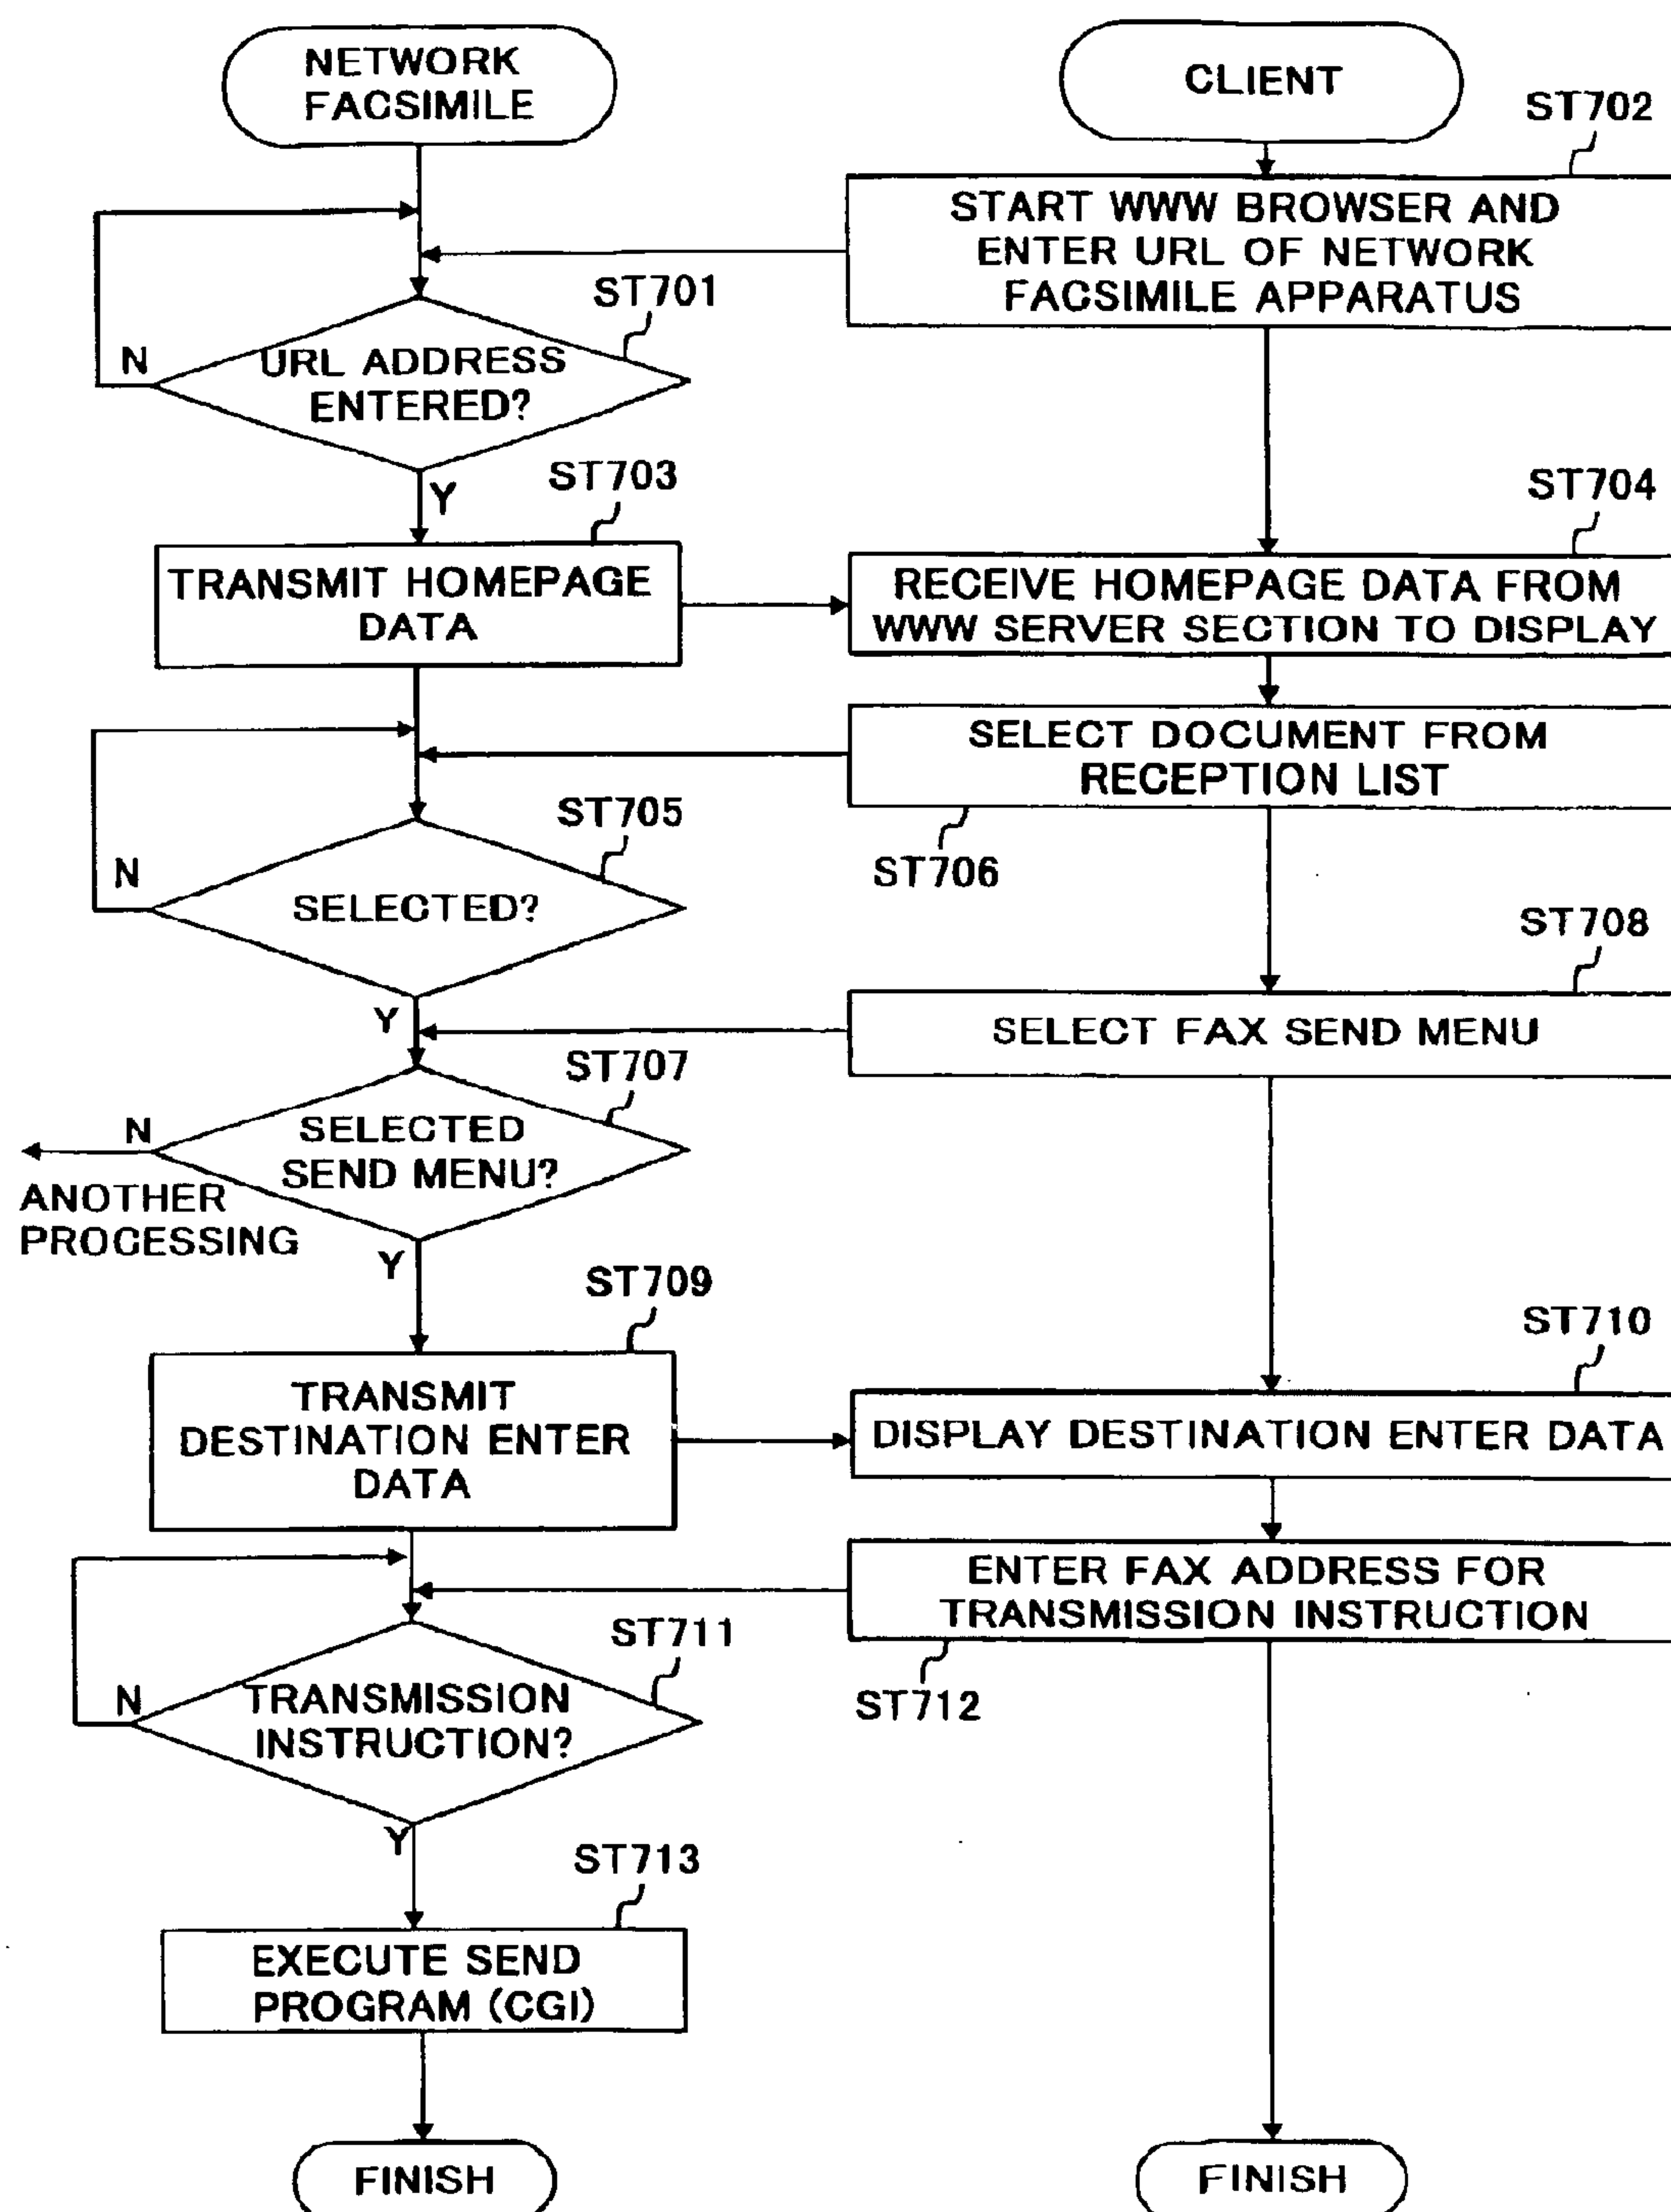 NETWORK
FACSIMILE
CLIENT
ST702
START WWW BROWSER AND
ENTER URL OF NETWORK
FACSIMILE APPARATUS
ST701
N
URL ADDRESS
ENTERED?
Y
ST703
TRANSMIT HOMEPAGE
DATA
ST704
RECEIVE HOMEPAGE DATA FROM
WWW SERVER SECTION TO DISPLAY
SELECT DOCUMENT FROM
RECEPTION LIST
ST706
ST705
N
SELECTED?
Y
ST708
SELECT FAX SEND MENU
ST707
N
SELECTED
SEND MENU?
ANOTHER
PROCESSING
Y
ST709
TRANSMIT
DESTINATION ENTER
DATA
ST710
DISPLAY DESTINATION ENTER DATA
ENTER FAX ADDRESS FOR
TRANSMISSION INSTRUCTION
ST712
ST711
N
TRANSMISSION
INSTRUCTION?
Y
ST713
EXECUTE SEND
PROGRAM (CGI)
FINISH
FINISH